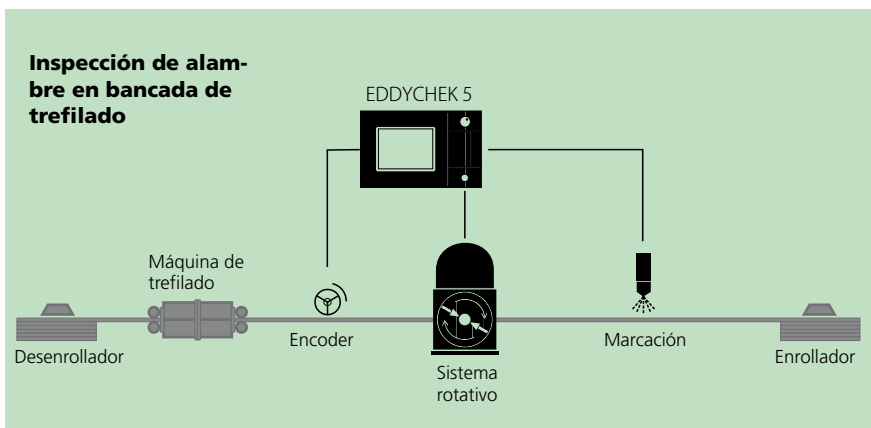 Inspección de alam-
bre en bancada de
trefilado
EDDYCHEK 5
Máquina de
trefilado
Desenrollador
Encoder
Sistema
rotativo
Marcación
Enrollador